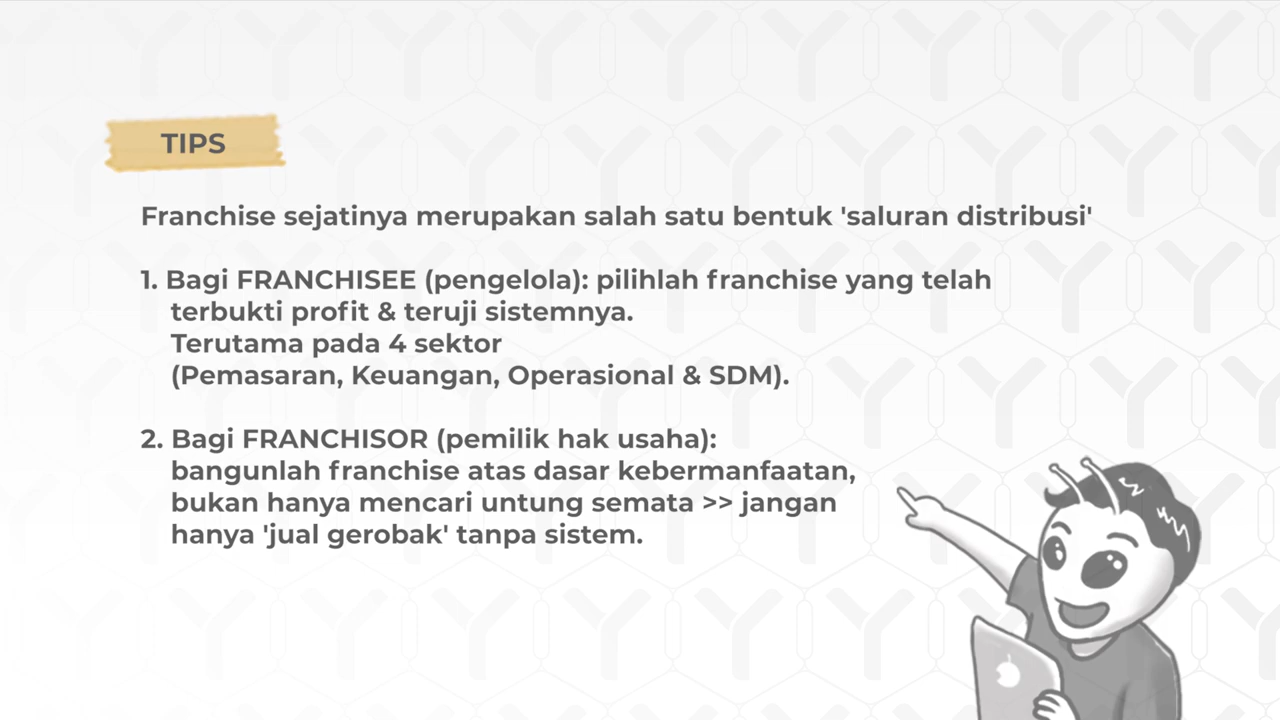 TIPS
Franchise sejatinya merupakan salah satu bentuk 'saluran distribusi'
1. Bagi FRANCHISEE (pengelola): pilihlah franchise yang telah
terbukti profit & teruji sistemnya.
Terutama pada 4 sektor
(Pemasaran, Keuangan, Operasional & SDM).
2. Bagi FRANCHISOR (pemilik hak usaha):
bangunlah franchise atas dasar kebermanfaatan,
bukan hanya mencari untung semata >> jangan
hanya 'jual gerobak' tanpa sistem.